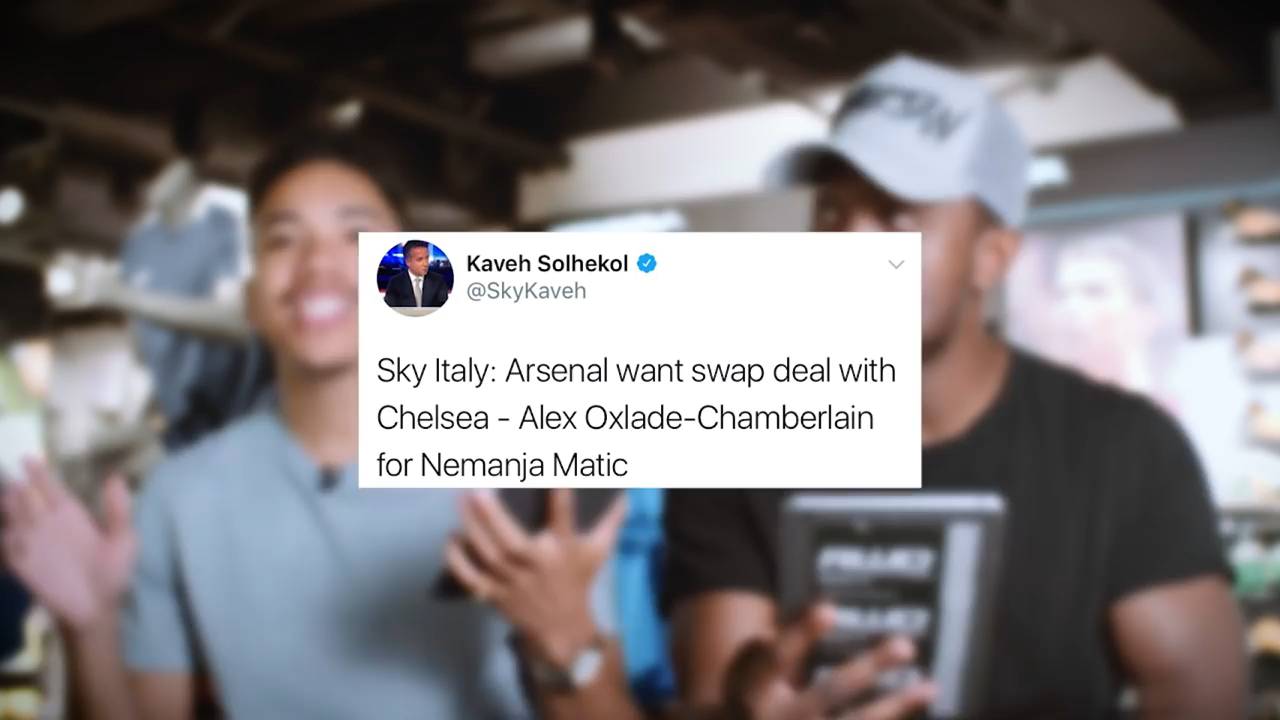 Kaveh Solhekol
@SkyKaveh
Sky Italy: Arsenal want swap deal with
Chelsea - Alex Oxlade-Chamberlain
for Nemanja Matic